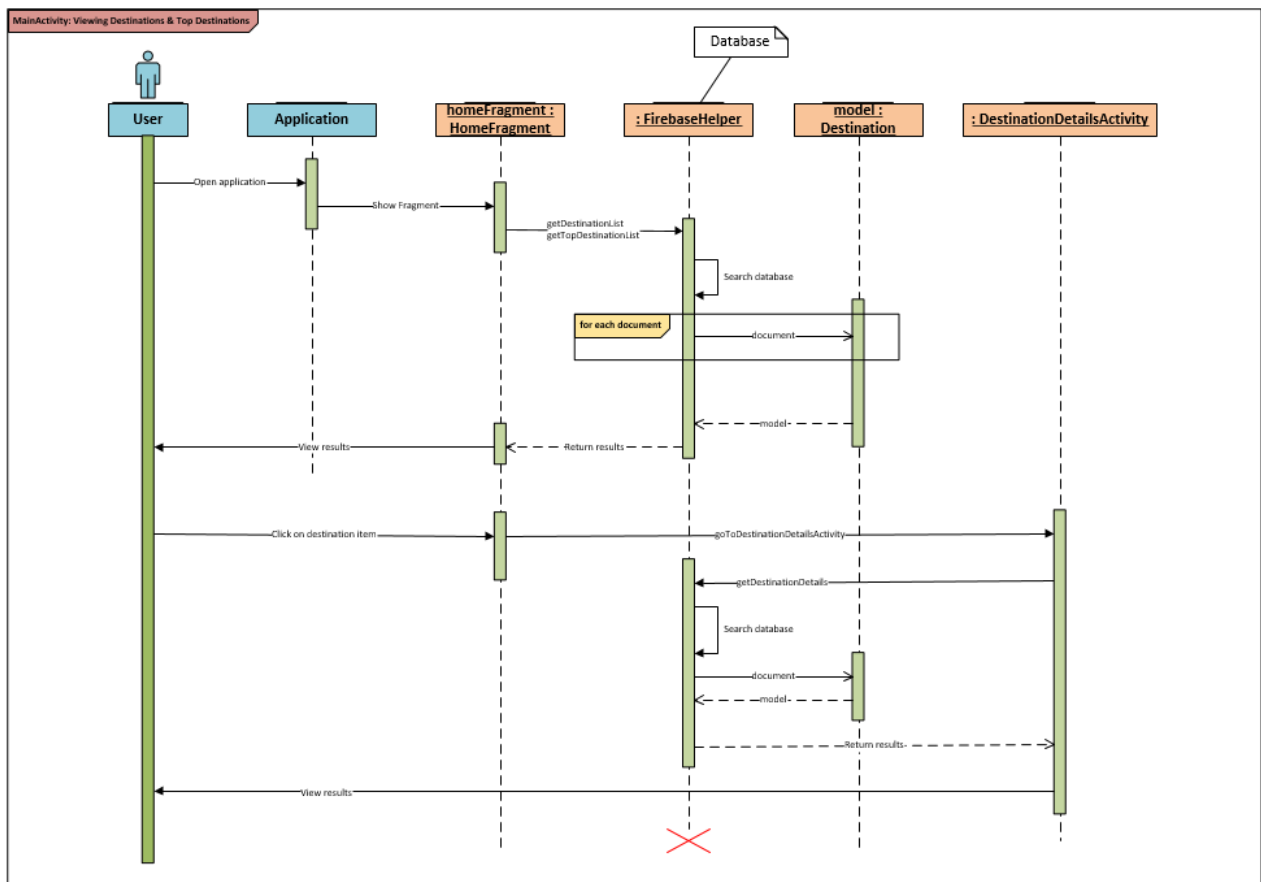 MainActivity: Viewing Destinations & Top Destinations
Database
User
Application
homeFragment :
HomeFragment
: FirebaseHelper
model :
Destination
: DestinationDetailsActivity
Open application
Show Fragment
getDestinationList
getTopDestinationList
Search database
for each document
document
model
View results
Return results
Click on destination item
goToDestinationDetailsActivity
getDestinationDetails
Search database
document
model
Return results
View results